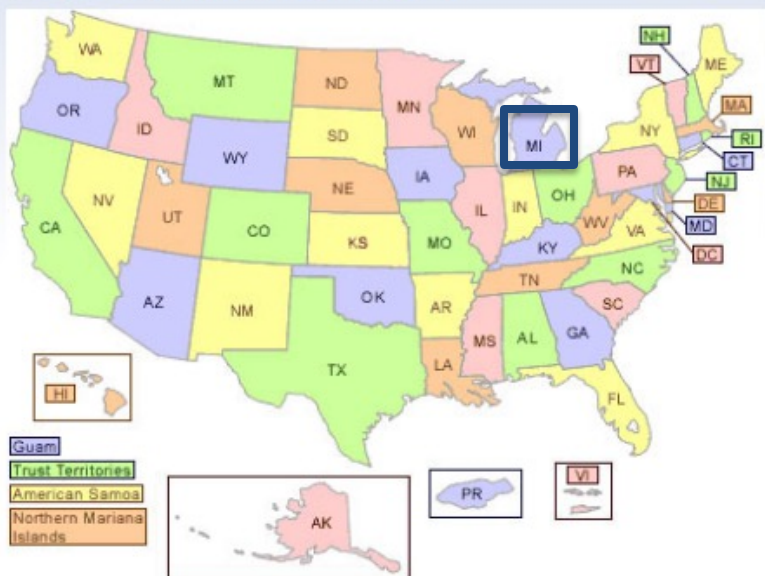 NH
WA
ME
VT
MT
ND
MN
MA
OR
ID
SD
WI
MI
NY
RI
CT
WY
IA
PA
NJ
NE
NV
UT
IL
IN
OH
DE
WV
MD
CA
CO
VA
KS
MO
KY
DC
NC
TN
AZ
NM
OK
AR
SC
MS
AL
GA
TX
LA
HI
FL
Guam
Trust Territories
American Samoa
Northern Mariana
Islands
AK
PR
VI